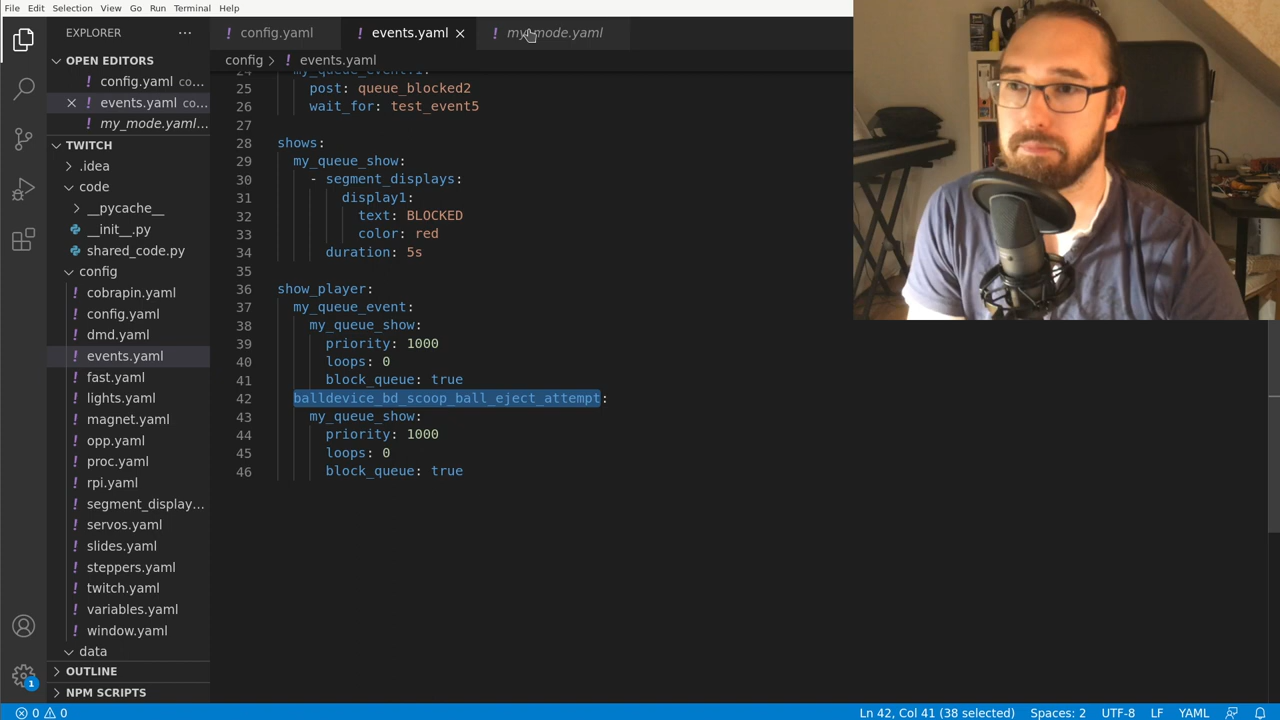 File Edit Selection View Go Run Terminal Help
EXPLORER
OPEN EDITORS
config.yaml co...
events.yaml co...
my_mode.yaml...
TWITCH
.idea
code
__pycache__
__init__.py
shared_code.py
config
cobrapin.yaml
config.yaml
dmd.yaml
events.yaml
fast.yaml
lights.yaml
magnet.yaml
opp.yaml
proc.yaml
rpi.yaml
segment_display...
servos.yaml
slides.yaml
steppers.yaml
twitch.yaml
variables.yaml
window.yaml
data
OUTLINE
NPM SCRIPTS
config.yaml events.yaml my_mode.yaml
config > events.yaml
25 post: queue_blocked2
26 wait_for: test_event5
27
28 shows:
29 my_queue_show:
30 - segment_displays:
31 display1:
32 text: BLOCKED
33 color: red
34 duration: 5s
35
36 show_player:
37 my_queue_event:
38 my_queue_show:
39 priority: 1000
40 loops: 0
41 block_queue: true
42 balldevice_bd_scoop_ball_eject_attempt:
43 my_queue_show:
44 priority: 1000
45 loops: 0
46 block_queue: true
1
0 0 Ln 42, Col 41 (38 selected) Spaces: 2 UTF-8 LF YAML